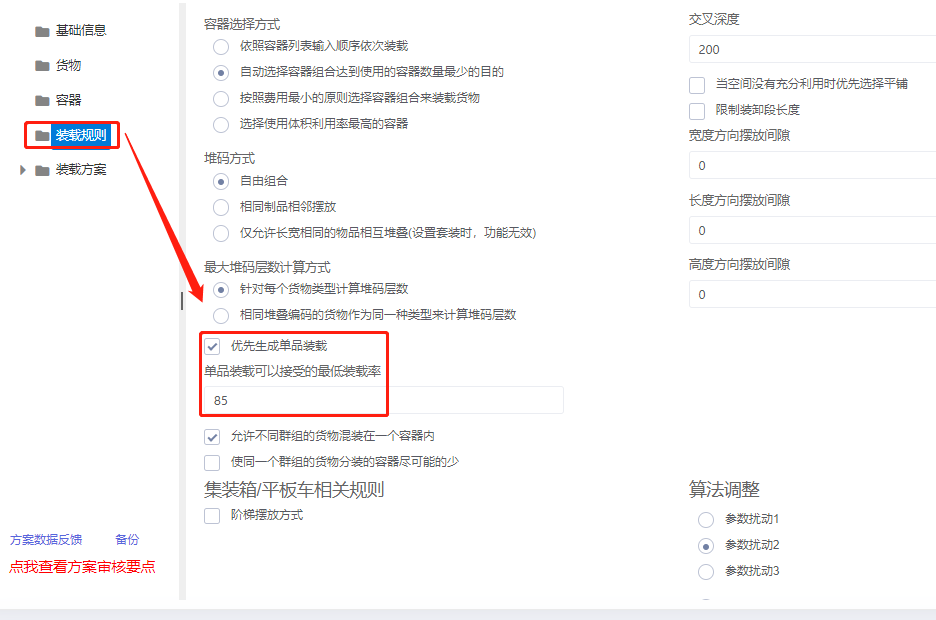 基础信息
货物
容器
装载规则
装载方案
方案数据反馈
备份
点我查看方案审核要点
容器选择方式
依照容器列表输入顺序依次装载
自动选择容器组合达到使用的容器数量最少的目的
按照费用最小的原则选择容器组合来装载货物
选择使用体积利用率最高的容器
堆码方式
自由组合
相同制品相邻摆放
仅允许长宽相同的物品相互堆叠(设置套装时，功能无效)
最大堆码层数计算方式
针对每个货物类型计算堆码层数
相同堆叠编码的货物作为同一种类型来计算堆码层数
优先生成单品装载
单品装载可以接受的最低装载率
85
允许不同群组的货物混装在一个容器内
使同一个群组的货物分装的容器尽可能的少
集装箱/平板车相关规则
阶梯摆放方式
交叉深度
200
当空间没有充分利用时优先选择平铺
限制装卸段长度
宽度方向摆放间隙
0
长度方向摆放间隙
0
高度方向摆放间隙
0
算法调整
参数扰动1
参数扰动2
参数扰动3